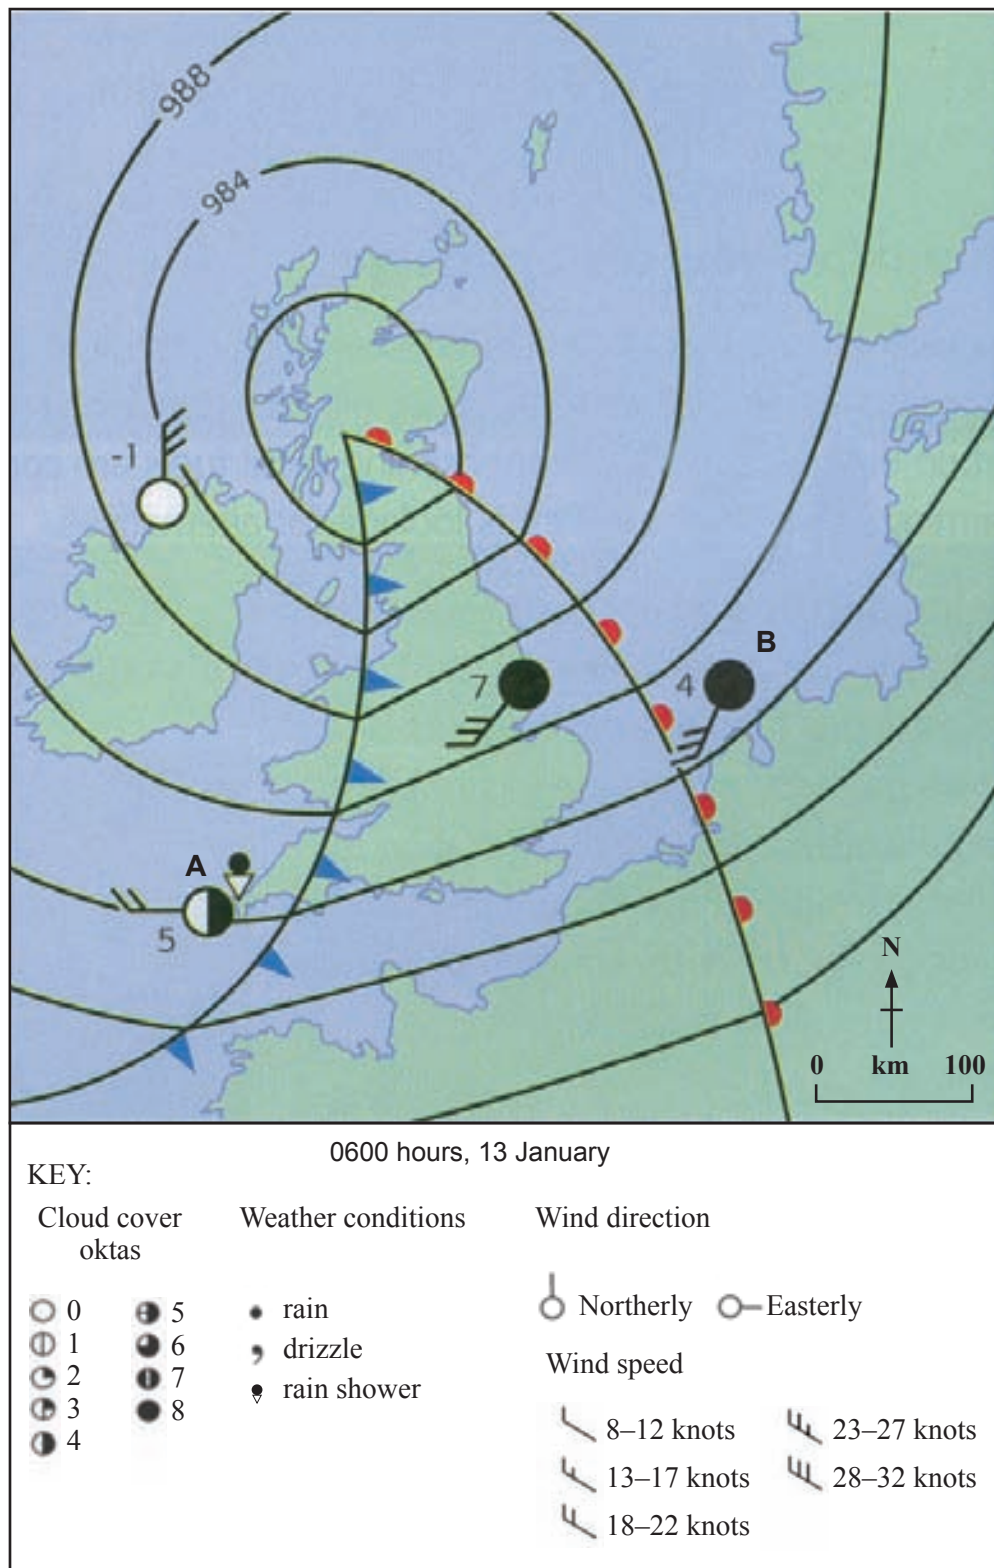 988
984
-1
7
4
B
A
5
N
0 km 100
0600 hours, 13 January
KEY:
Cloud cover
oktas
0
1
2
3
4
5
6
7
8
Weather conditions
rain
drizzle
rain shower
Wind direction
Northerly
Easterly
Wind speed
8–12 knots
13–17 knots
18–22 knots
23–27 knots
28–32 knots